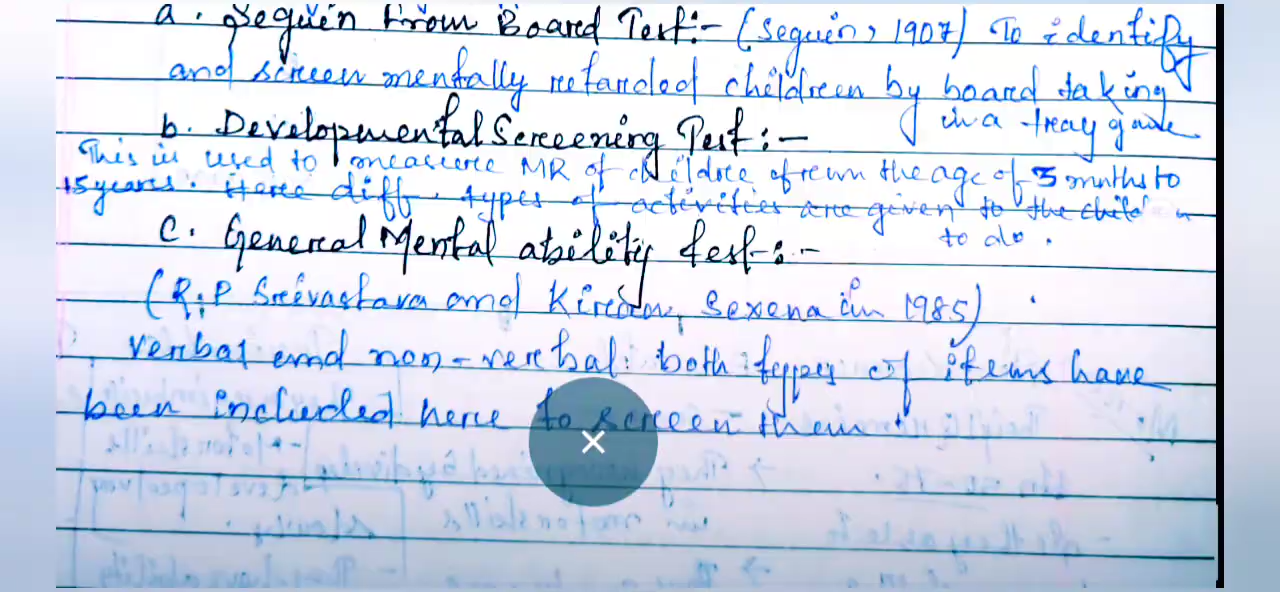 a. Seguin From Board Test:- (Seguin, 1907) To identify
and screen mentally retarded children by board taking
in a tray game
b. Developmental Screening Test:-
This is used to measure MR of children from the age of 3 months to
15 years. Here diff. types of activities are given to the child
to do.
C. General Mental ability test:-
(R.P Srivastava and Kiran Sexena in 1985)
verbal and non-verbal both types of items have
been included here to screen them.